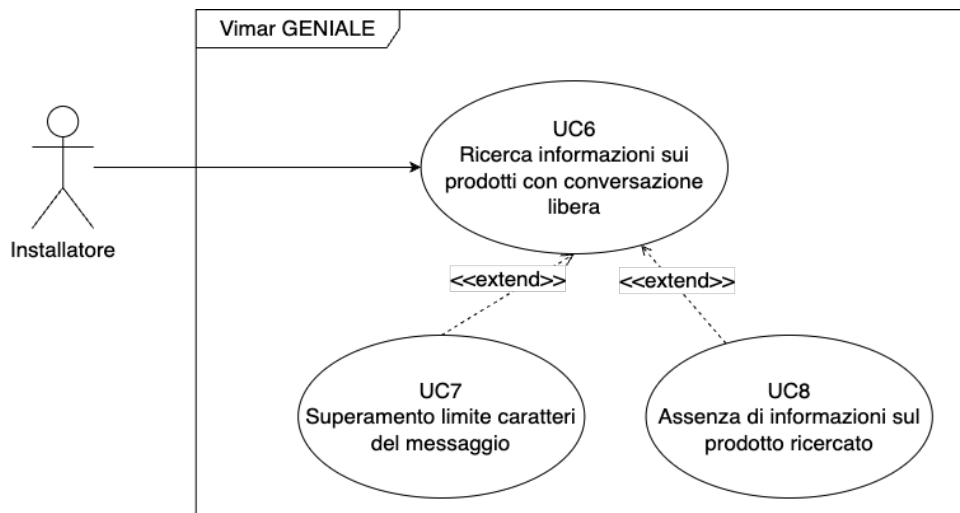 Vimar GENIALE
UC6
Ricerca informazioni sui
prodotti con conversazione
libera
Installatore
<<extend>>
<<extend>>
UC7
Superamento limite caratteri
del messaggio
UC8
Assenza di informazioni sul
prodotto ricercato